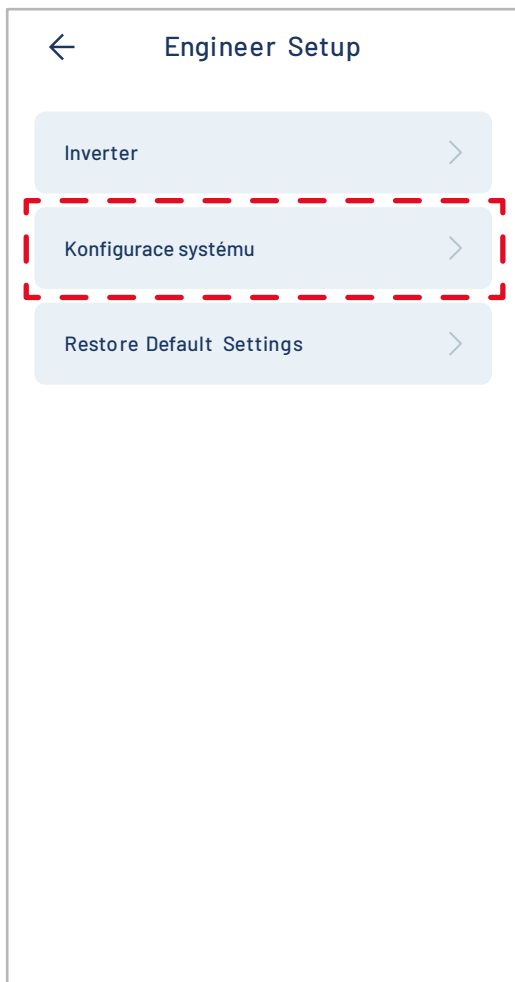 Engineer Setup
Inverter
Konfigurace systému
Restore Default Settings